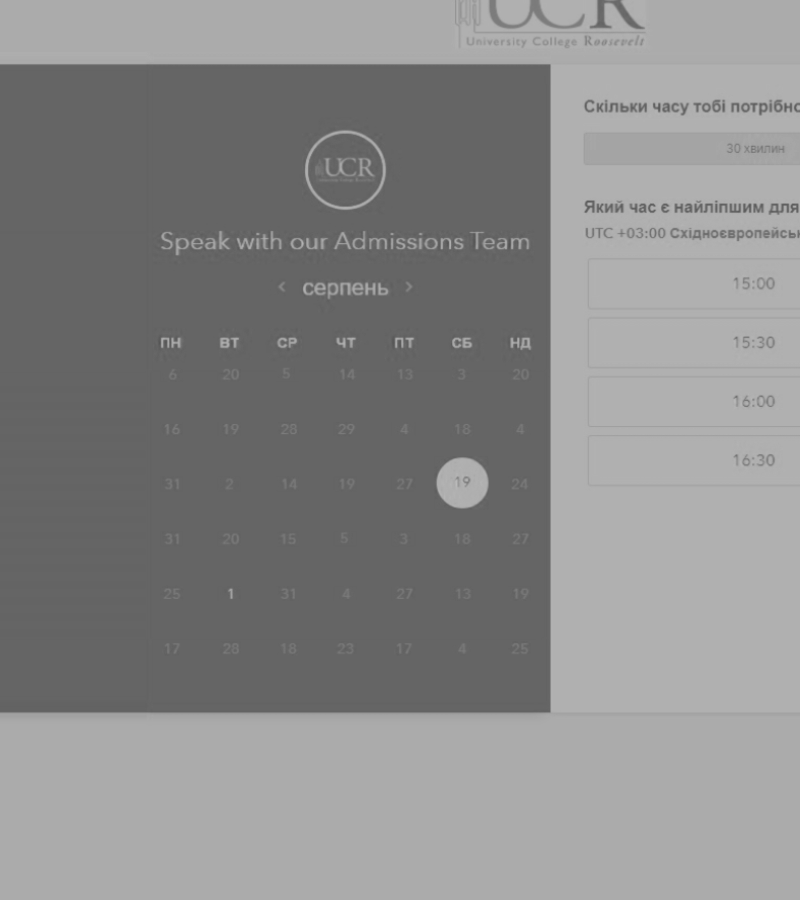 UCR
University College Roosevelt
UCR
Speak with our Admissions Team
‹ серпень ›
ПН ВТ СР ЧТ ПТ СБ НД
6 20 5 14 13 3 20
16 19 28 29 4 18 4
31 2 14 19 27 19 24
31 20 15 5 3 18 27
25 1 31 4 27 13 19
17 28 18 23 17 4 25
Скільки часу тобі потрібно
30 хвилин
Який час є найліпшим для
UTC +03:00 Східноєвропейськ
15:00
15:30
16:00
16:30